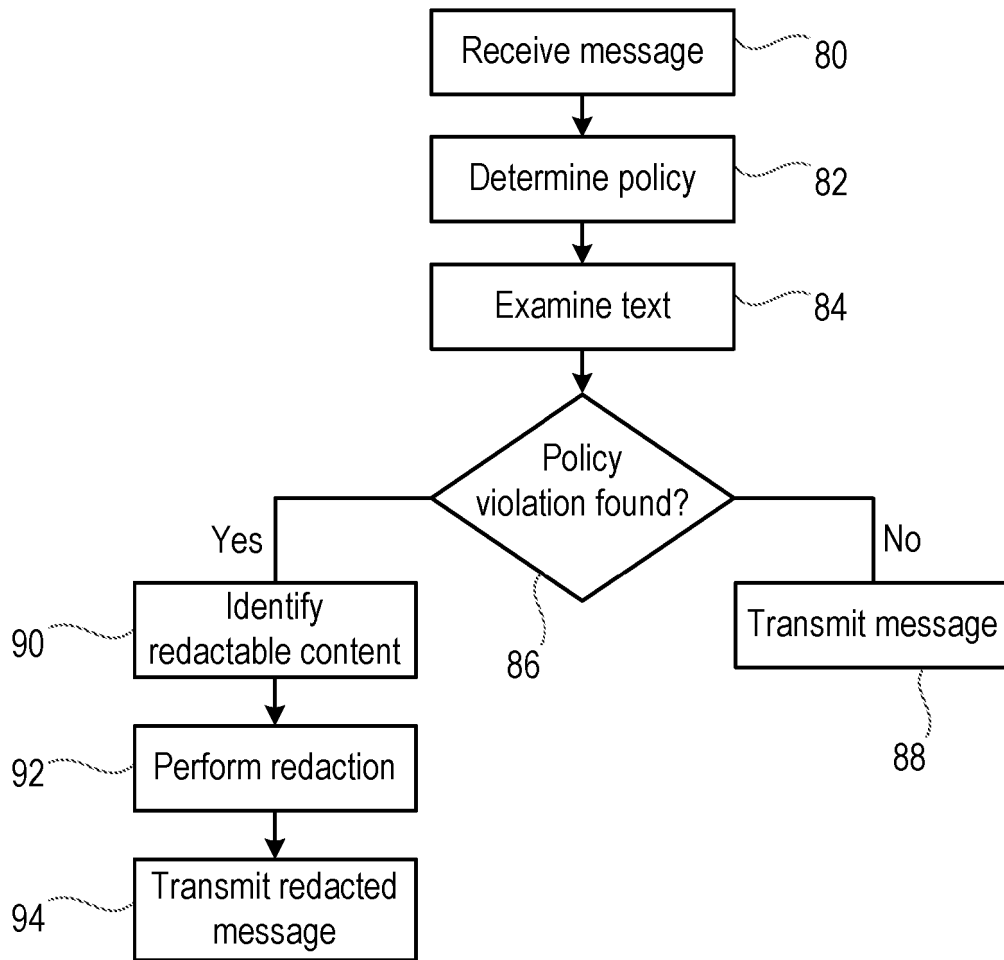 Receive message
80
Determine policy
82
Examine text
84
Policy
violation found?
86
Yes
No
Identify
redactable content
90
Transmit message
88
Perform redaction
92
Transmit redacted
message
94